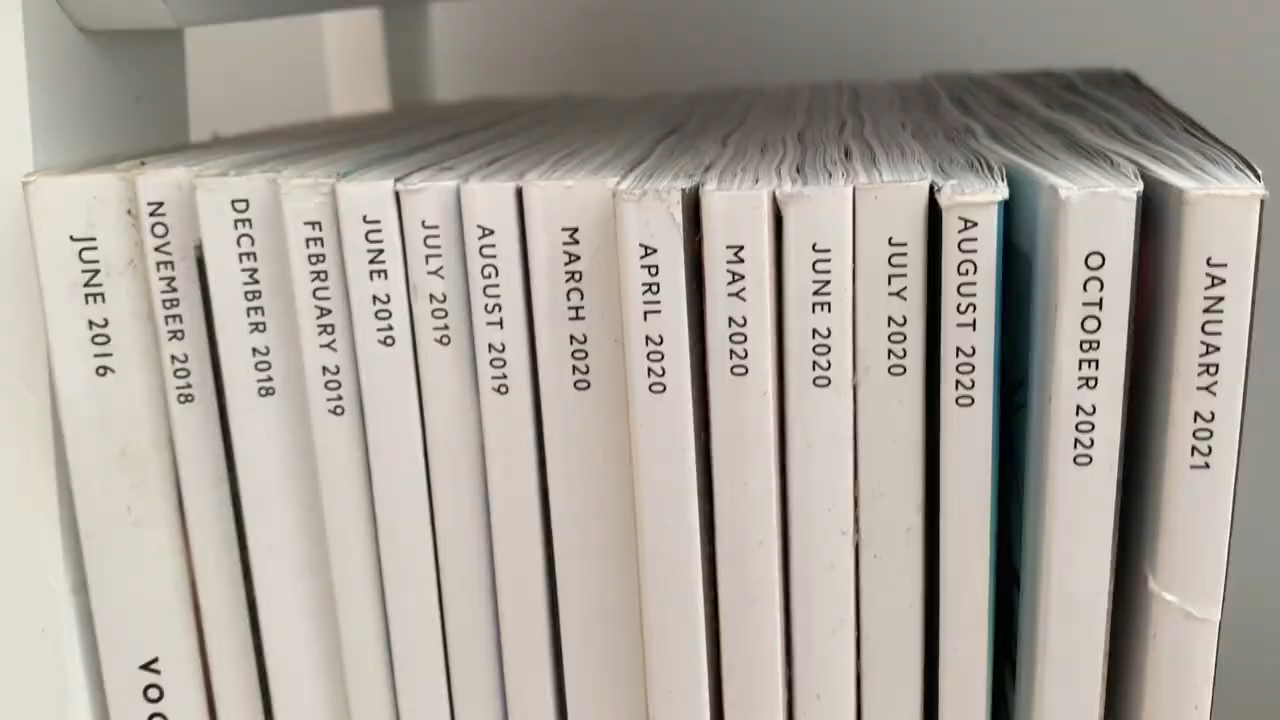 JUNE 2016
VOG
NOVEMBER 2018
DECEMBER 2018
FEBRUARY 2019
JUNE 2019
JULY 2019
AUGUST 2019
MARCH 2020
APRIL 2020
MAY 2020
JUNE 2020
JULY 2020
AUGUST 2020
OCTOBER 2020
JANUARY 2021